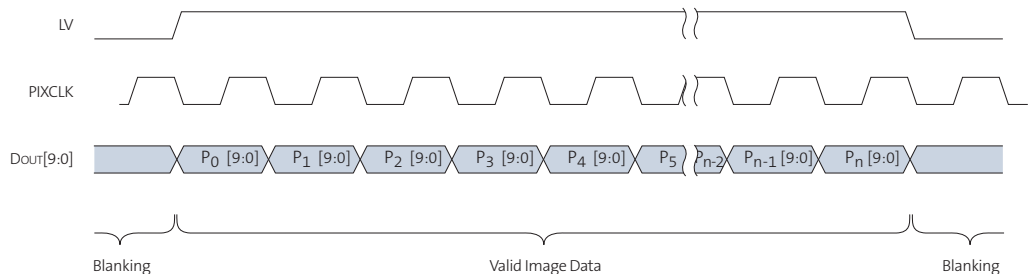 LV
PIXCLK
DOUT[9:0]
P0 [9:0] P1 [9:0] P2 [9:0] P3 [9:0] P4 [9:0] P5 Pn-2 Pn-1 [9:0] Pn [9:0]
Blanking Valid Image Data Blanking